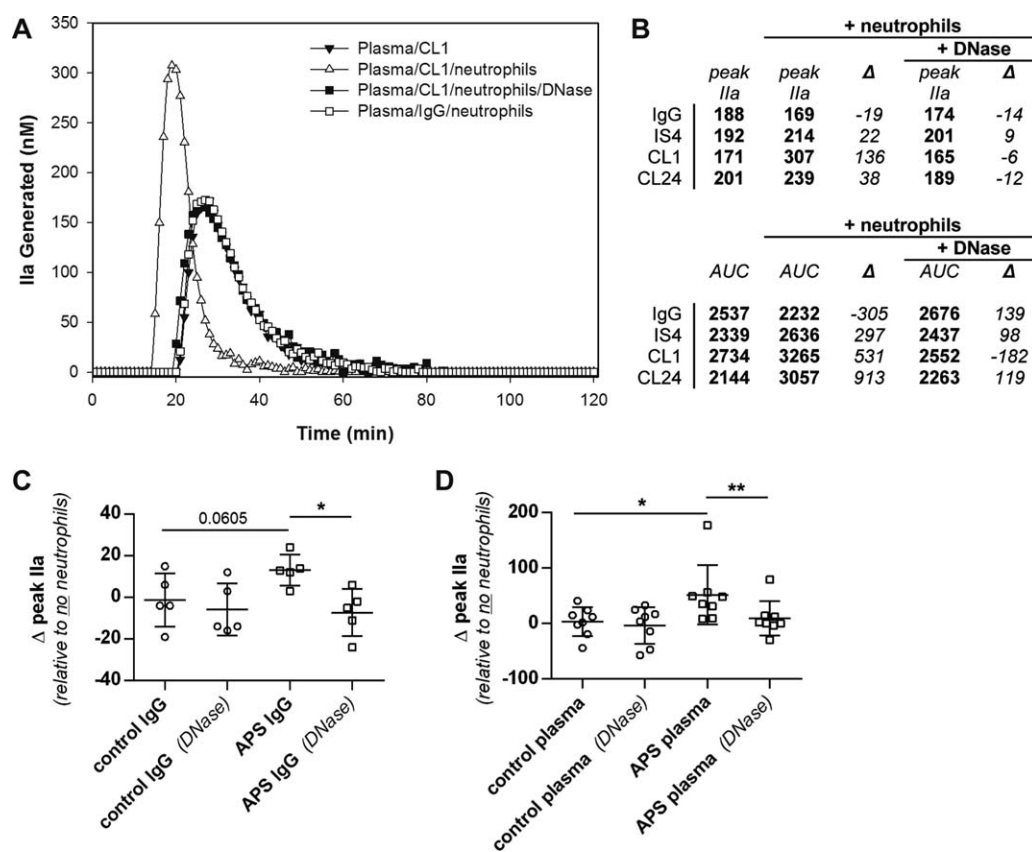 A
350
300
250
200
150
100
50
0
IIa Generated (nM)
Plasma/CL1
Plasma/CL1/neutrophils
Plasma/CL1/neutrophils/DNase
Plasma/IgG/neutrophils
0 20 40 60 80 100 120
Time (min)
B
+ neutrophils
+ DNase
peak IIa peak IIa Δ peak IIa Δ
IgG 188 169 -19 174 -14
IS4 192 214 22 201 9
CL1 171 307 136 165 -6
CL24 201 239 38 189 -12
+ neutrophils
+ DNase
AUC AUC Δ AUC Δ
IgG 2537 2232 -305 2676 139
IS4 2339 2636 297 2437 98
CL1 2734 3265 531 2552 -182
CL24 2144 3057 913 2263 119
C
Δ peak IIa
(relative to no neutrophils)
40
20
0
-20
-40
0.0605
*
control IgG
control IgG (DNase)
APS IgG
APS IgG (DNase)
D
Δ peak IIa
(relative to no neutrophils)
200
100
0
-100
*
**
control plasma
control plasma (DNase)
APS plasma
APS plasma (DNase)